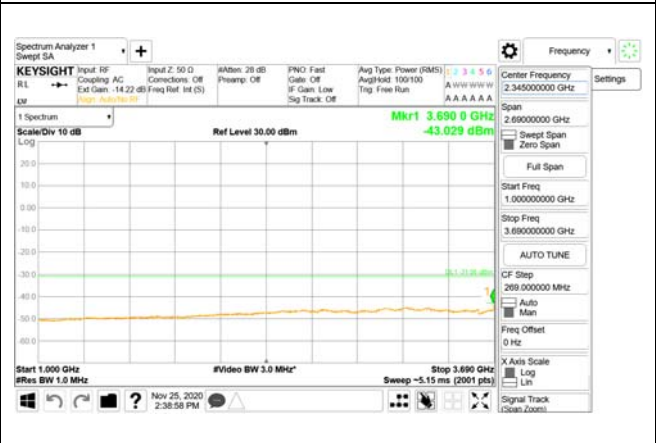 Spectrum Analyzer 1
Swept SA
Frequency
KEYSIGHT
RL
LXI
Input: RF
Coupling: AC
Ext Gain: -14.22 dB
Align: Auto/No RF
Input Z: 50 Ω
Corrections: Off
Freq Ref: Int (S)
#Atten: 28 dB
Preamp: Off
PNO: Fast
Gate: Off
IF Gain: Low
Sig Track: Off
Avg Type: Power (RMS)
Avg|Hold: 100/100
Trig: Free Run
1 2 3 4 5 6
A W W W W W
A A A A A A
Center Frequency
2.345000000 GHz
Settings
Span
2.69000000 GHz
Swept Span
Zero Span
Full Span
Start Freq
1.000000000 GHz
Stop Freq
3.690000000 GHz
AUTO TUNE
CF Step
269.000000 MHz
Auto
Man
Freq Offset
0 Hz
X Axis Scale
Log
Lin
Signal Track
(Span Zoom)
1 Spectrum
Scale/Div 10 dB
Ref Level 30.00 dBm
Mkr1 3.690 0 GHz
-43.029 dBm
Log
20.0
10.0
0.00
-10.0
-20.0
-30.0
-40.0
-50.0
-60.0
1
Start 1.000 GHz
#Video BW 3.0 MHz*
Stop 3.690 GHz
#Res BW 1.0 MHz
Sweep ~5.15 ms (2001 pts)
Nov 25, 2020
2:38:58 PM